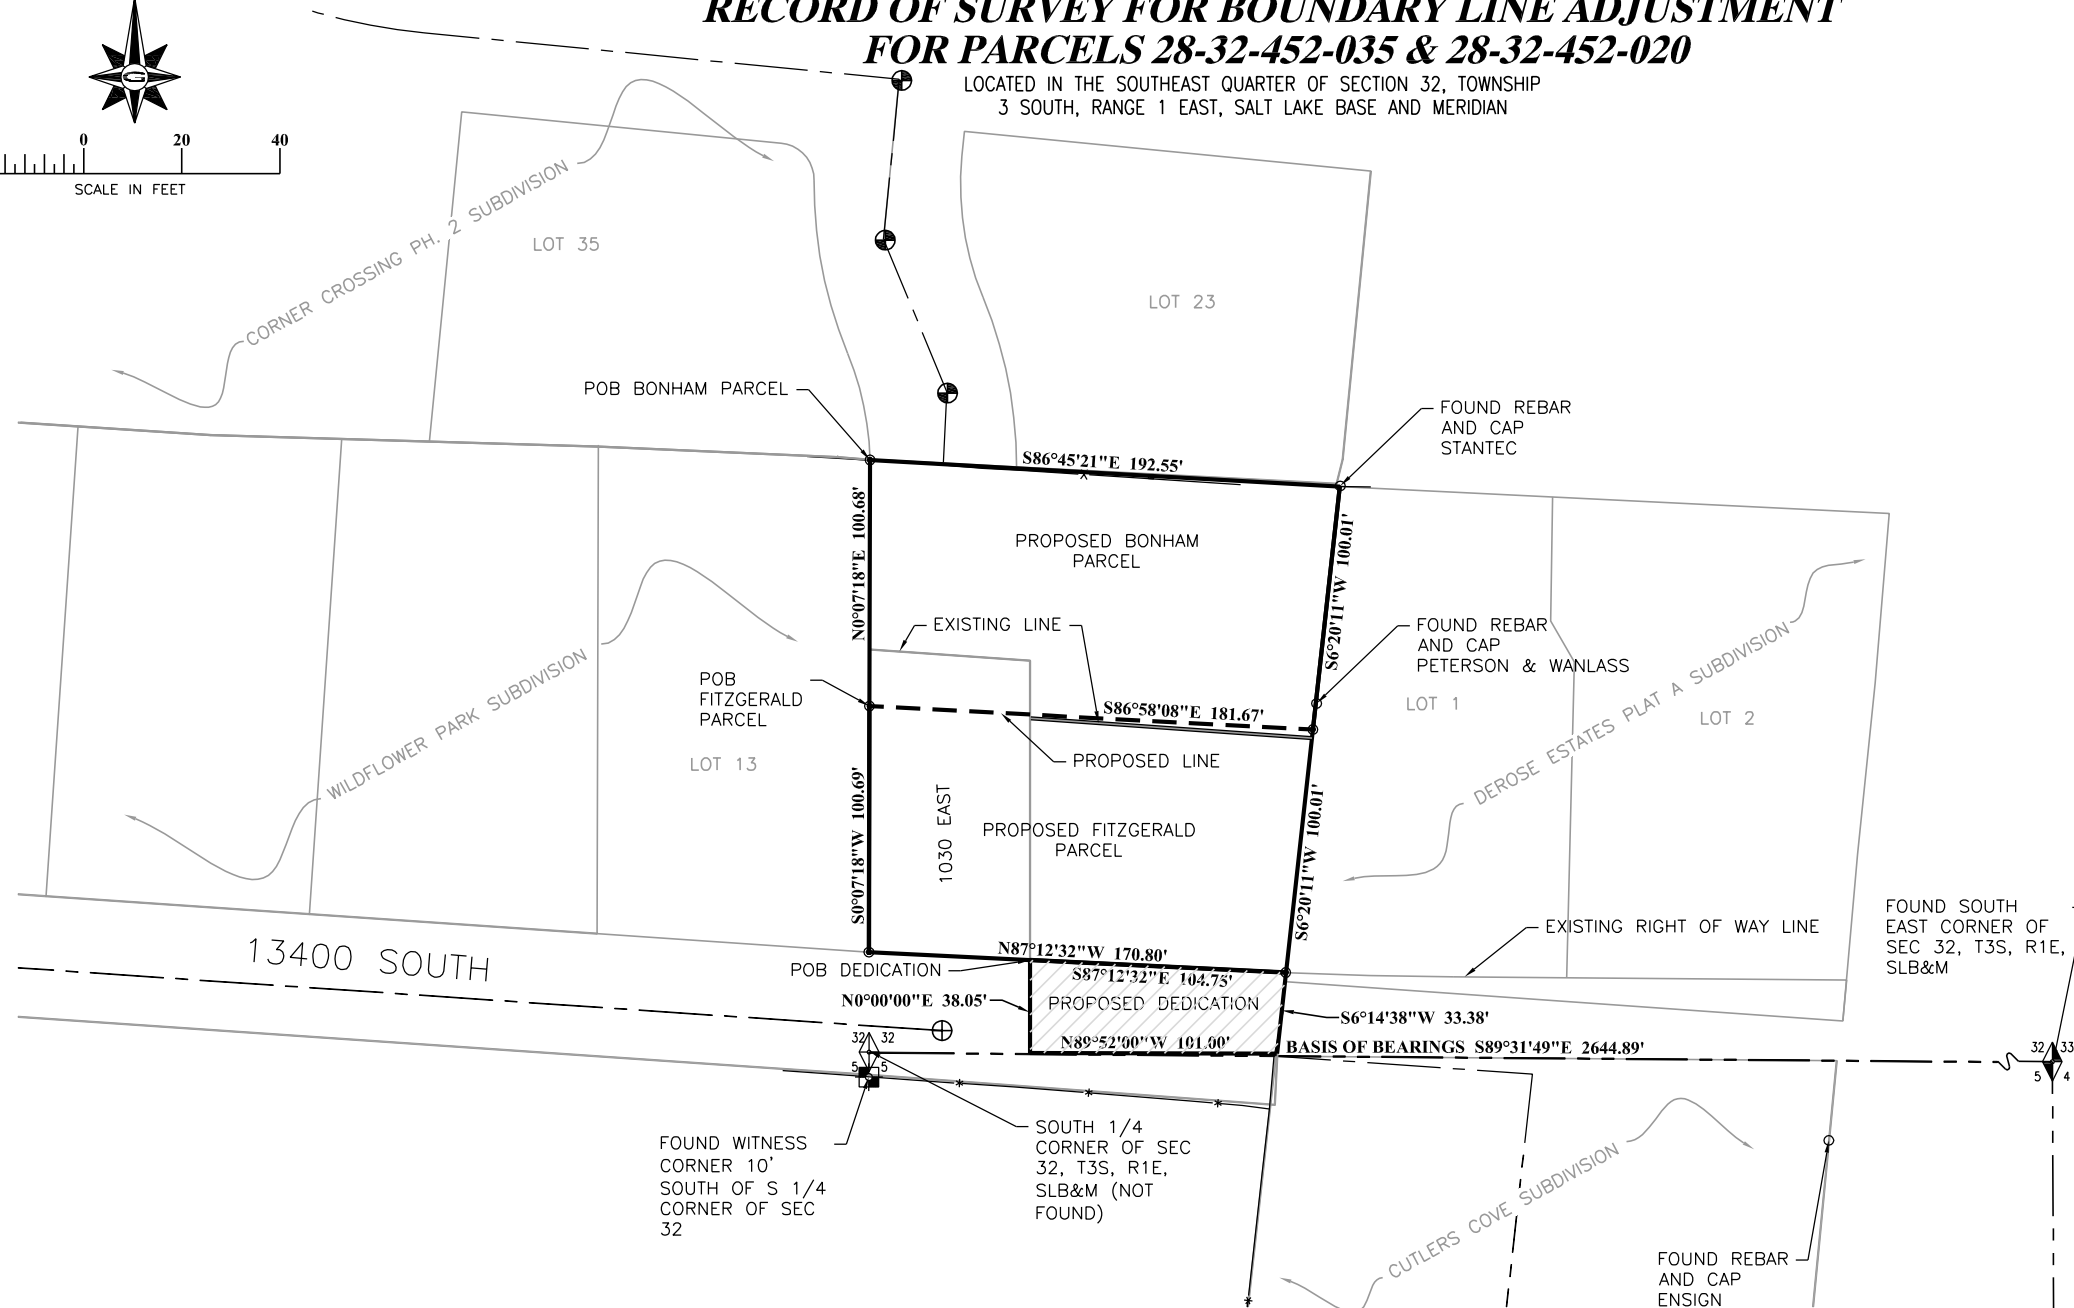 RECORD OF SURVEY FOR BOUNDARY LINE ADJUSTMENT
FOR PARCELS 28-32-452-035 & 28-32-452-020
LOCATED IN THE SOUTHEAST QUARTER OF SECTION 32, TOWNSHIP
3 SOUTH, RANGE 1 EAST, SALT LAKE BASE AND MERIDIAN
G
0 20 40
SCALE IN FEET
CORNER CROSSING PH. 2 SUBDIVISION
LOT 35
LOT 23
POB BONHAM PARCEL
FOUND REBAR
AND CAP
STANTEC
S86°45'21"E 192.55'
N0°07'18"E 100.68'
S6°20'11"W 100.01'
PROPOSED BONHAM
PARCEL
EXISTING LINE
FOUND REBAR
AND CAP
PETERSON & WANLASS
POB
FITZGERALD
PARCEL
WILDFLOWER PARK SUBDIVISION
LOT 13
S86°58'08"E 181.67'
PROPOSED LINE
LOT 1
LOT 2
DEROSE ESTATES PLAT A SUBDIVISION
S0°07'18"W 100.69'
1030 EAST
PROPOSED FITZGERALD
PARCEL
S6°20'11"W 100.01'
EXISTING RIGHT OF WAY LINE
FOUND SOUTH
EAST CORNER OF
SEC 32, T3S, R1E,
SLB&M
13400 SOUTH
N87°12'32"W 170.80'
POB DEDICATION
S87°12'32"E 104.75'
N0°00'00"E 38.05'
PROPOSED DEDICATION
S6°14'38"W 33.38'
N89°52'00"W 101.00'
BASIS OF BEARINGS S89°31'49"E 2644.89'
32 32
5 5
32 33
5 4
FOUND WITNESS
CORNER 10'
SOUTH OF S 1/4
CORNER OF SEC
32
SOUTH 1/4
CORNER OF SEC
32, T3S, R1E,
SLB&M (NOT
FOUND)
CUTLERS COVE SUBDIVISION
FOUND REBAR
AND CAP
ENSIGN